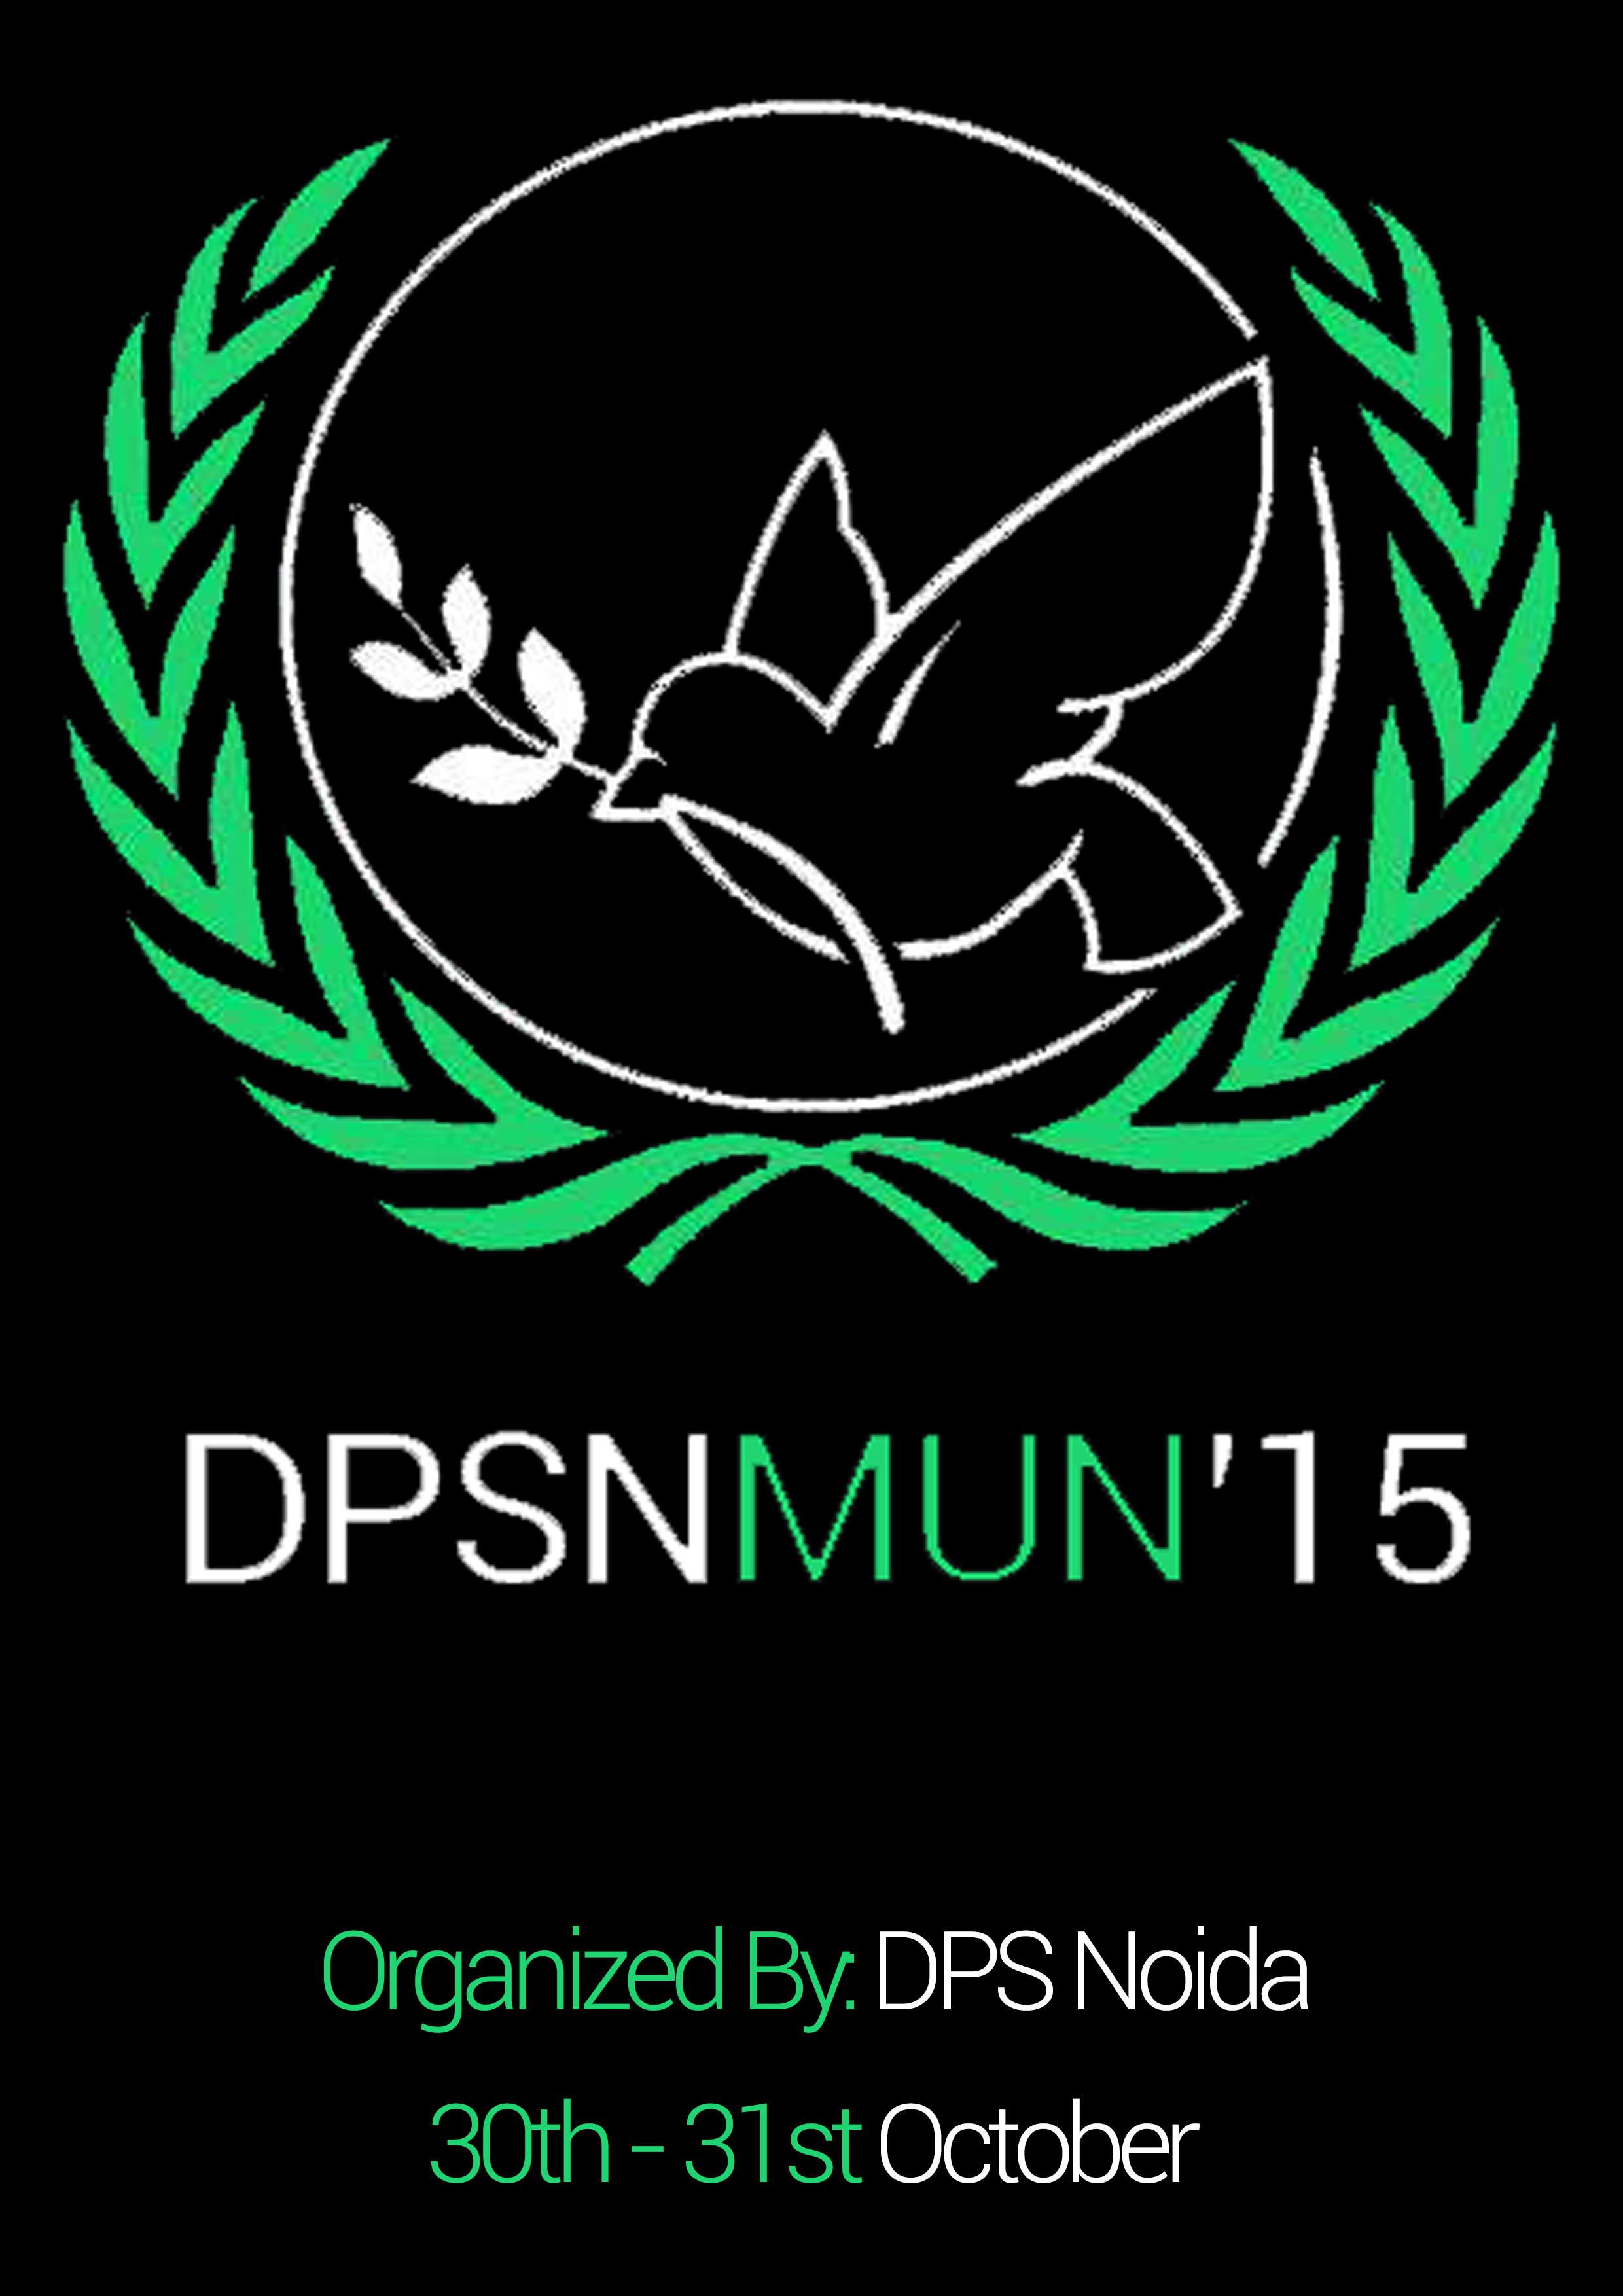 DPSNMUN'15
Organized By: DPS Noida
30th - 31st October